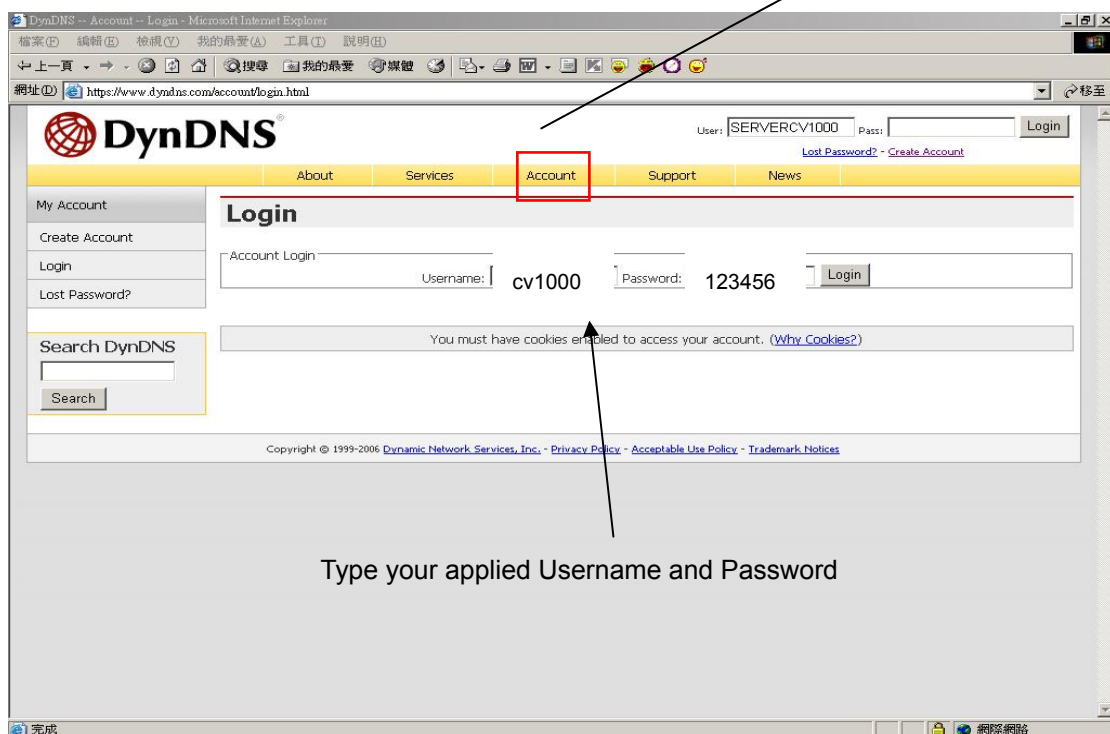 DynDNS -- Account -- Login - Microsoft Internet Explorer
檔案(F) 編輯(E) 檢視(V) 我的最愛(A) 工具(T) 說明(H)
上一頁 搜尋 我的最愛 媒體
網址(D) https://www.dyndns.com/account/login.html 移至
DynDNS®
User: SERVERCV1000 Pass: Login
Lost Password? - Create Account
About Services Account Support News
My Account
Create Account
Login
Lost Password?
Login
Account Login
Username: cv1000 Password: 123456 Login
You must have cookies enabled to access your account. (Why Cookies?)
Search DynDNS
Search
Copyright © 1999-2006 Dynamic Network Services, Inc. - Privacy Policy - Acceptable Use Policy - Trademark Notices
Type your applied Username and Password
完成 網際網路